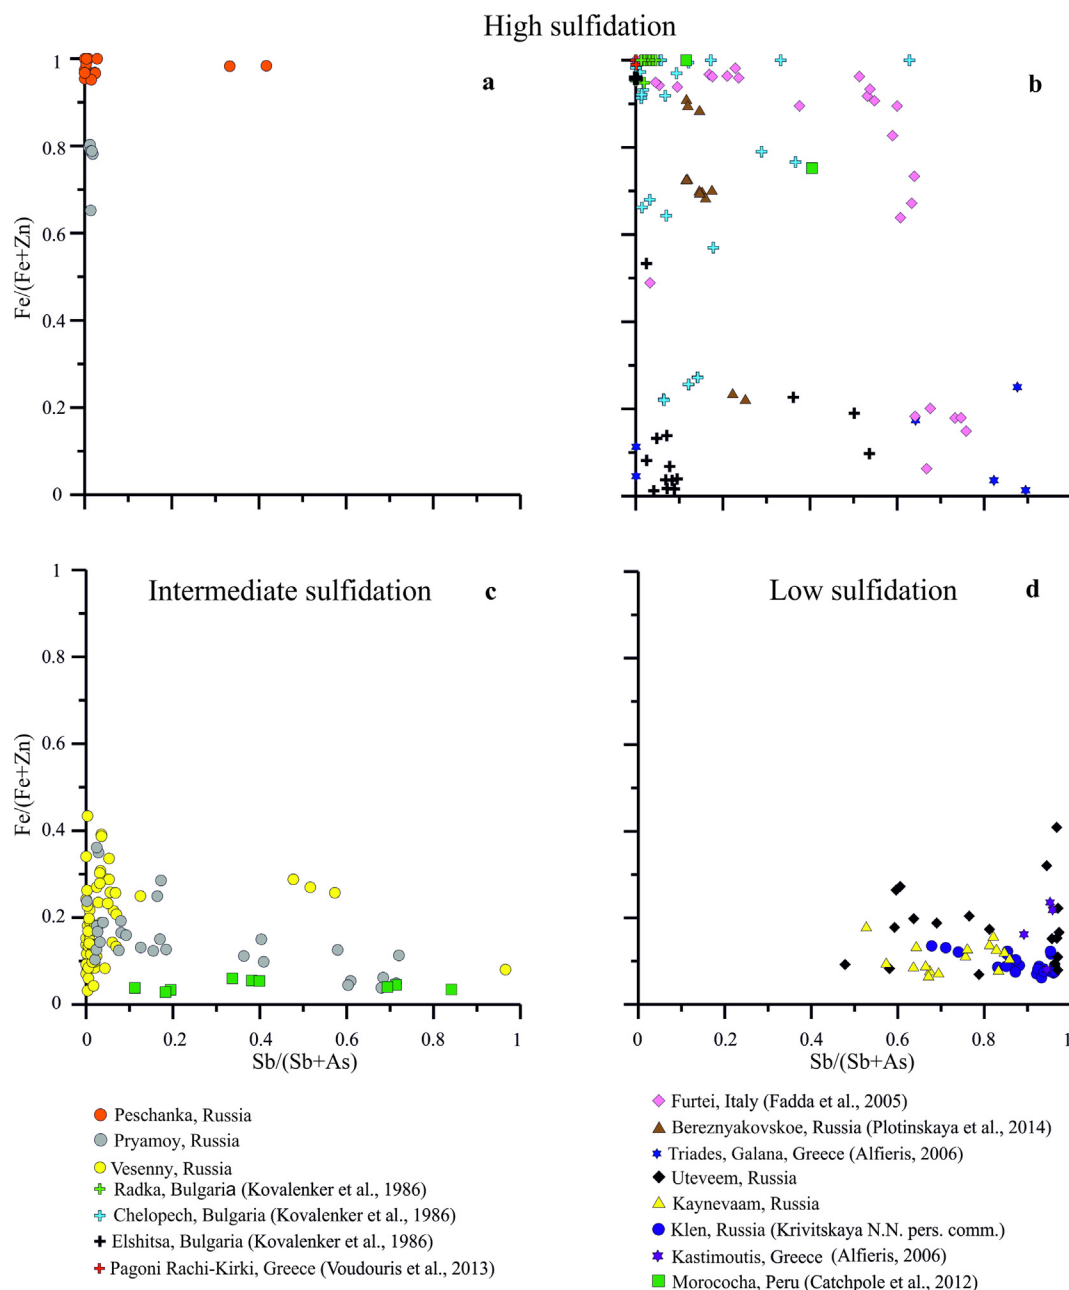 High sulfidation
a
1
0.8
0.6
0.4
0.2
0
Fe/(Fe+Zn)
b
Intermediate sulfidation
c
1
0.8
0.6
0.4
0.2
0
Fe/(Fe+Zn)
0 0.2 0.4 0.6 0.8 1
Sb/(Sb+As)
Low sulfidation
d
0 0.2 0.4 0.6 0.8 1
Sb/(Sb+As)
Peschanka, Russia
Pryamoy, Russia
Vesenny, Russia
Radka, Bulgaria (Kovalenker et al., 1986)
Chelopech, Bulgaria (Kovalenker et al., 1986)
Elshitsa, Bulgaria (Kovalenker et al., 1986)
Pagoni Rachi-Kirki, Greece (Voudouris et al., 2013)
Furtei, Italy (Fadda et al., 2005)
Bereznyakovskoe, Russia (Plotinskaya et al., 2014)
Triades, Galana, Greece (Alfieris, 2006)
Uteveem, Russia
Kaynevaam, Russia
Klen, Russia (Krivitskaya N.N. pers. comm.)
Kastimoutis, Greece (Alfieris, 2006)
Morococha, Peru (Catchpole et al., 2012)